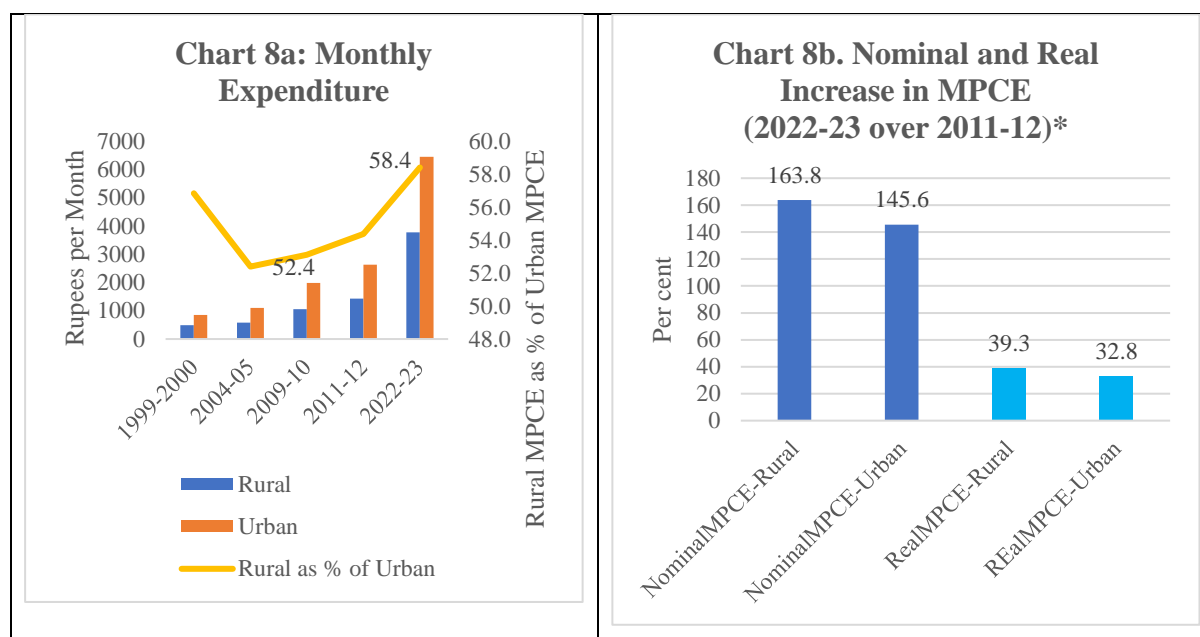 Chart 8a: Monthly
Expenditure
Rupees per Month
7000
6000
5000
4000
3000
2000
1000
0
60.0
58.0
56.0
54.0
52.0
50.0
48.0
Rural MPCE as % of Urban MPCE
58.4
52.4
1999-2000
2004-05
2009-10
2011-12
2022-23
Rural
Urban
Rural as % of Urban
Chart 8b. Nominal and Real
Increase in MPCE
(2022-23 over 2011-12)*
Per cent
180
160
140
120
100
80
60
40
20
0
163.8
145.6
39.3
32.8
NominalMPCE-Rural
NominalMPCE-Urban
RealMPCE-Rural
REalMPCE-Urban